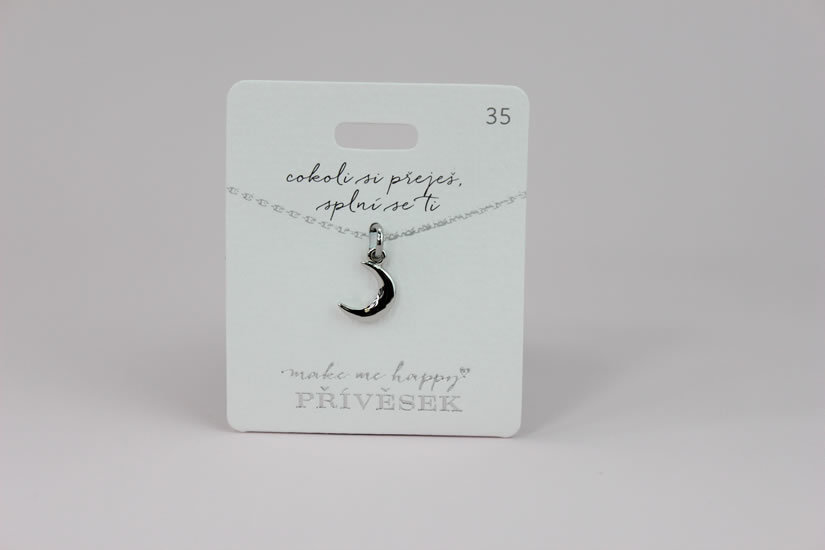 35
cokoli si přeješ,
splní se ti
make me happy
PŘÍVĚSEK